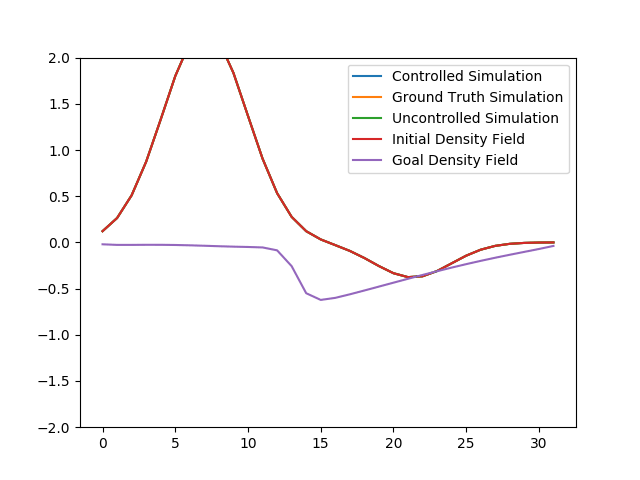 2.0
1.5
1.0
0.5
0.0
−0.5
−1.0
−1.5
−2.0
0 5 10 15 20 25 30
Controlled Simulation
Ground Truth Simulation
Uncontrolled Simulation
Initial Density Field
Goal Density Field